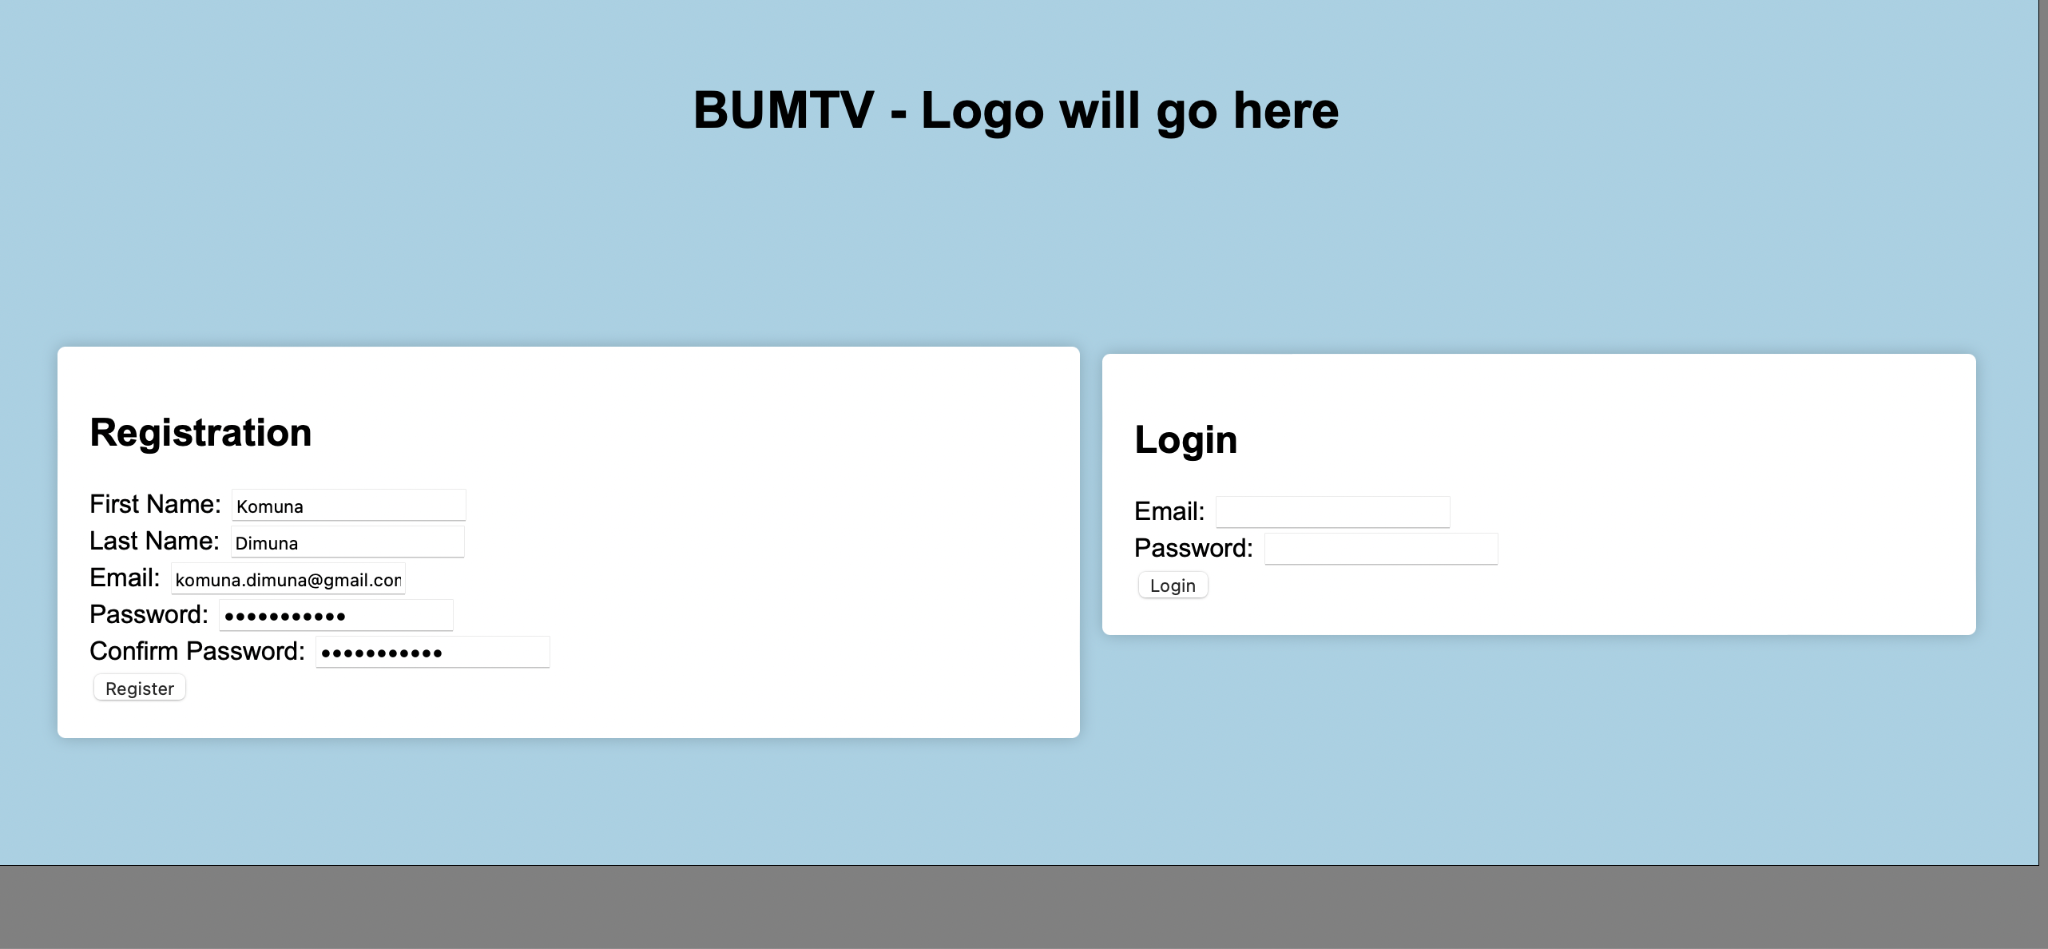 BUMTV - Logo will go here
Registration
First Name: Komuna
Last Name: Dimuna
Email: komuna.dimuna@gmail.con
Password: •••••••••••
Confirm Password: •••••••••••
Register
Login
Email:
Password:
Login